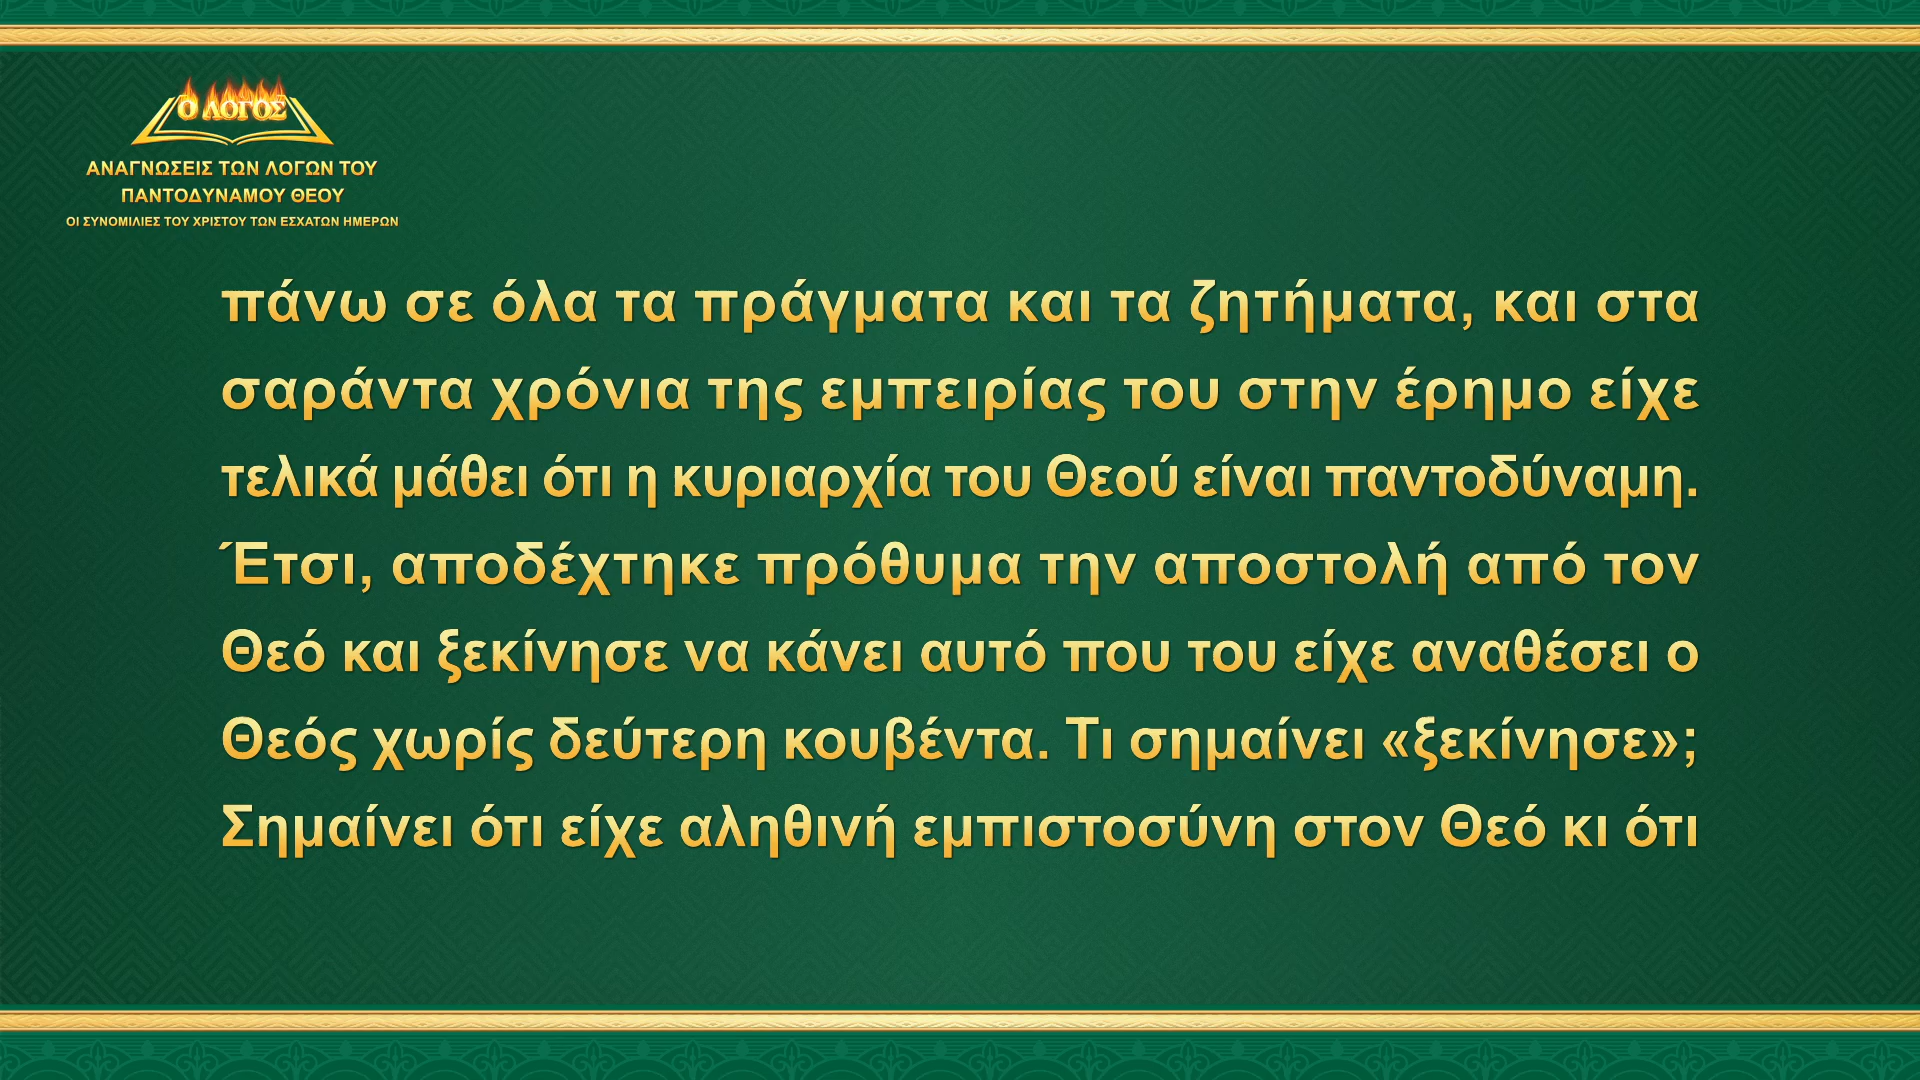 Ο ΛΟΓΟΣ
ΑΝΑΓΝΩΣΕΙΣ ΤΩΝ ΛΟΓΩΝ ΤΟΥ
ΠΑΝΤΟΔΥΝΑΜΟΥ ΘΕΟΥ
ΟΙ ΣΥΝΟΜΙΛΙΕΣ ΤΟΥ ΧΡΙΣΤΟΥ ΤΩΝ ΕΣΧΑΤΩΝ ΗΜΕΡΩΝ
πάνω σε όλα τα πράγματα και τα ζητήματα, και στα
σαράντα χρόνια της εμπειρίας του στην έρημο είχε
τελικά μάθει ότι η κυριαρχία του Θεού είναι παντοδύναμη.
Έτσι, αποδέχτηκε πρόθυμα την αποστολή από τον
Θεό και ξεκίνησε να κάνει αυτό που του είχε αναθέσει ο
Θεός χωρίς δεύτερη κουβέντα. Τι σημαίνει «ξεκίνησε»;
Σημαίνει ότι είχε αληθινή εμπιστοσύνη στον Θεό κι ότι